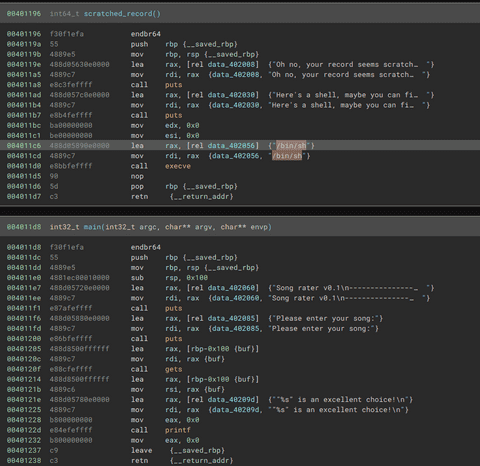 00401196 int64_t scratched_record()
00401196 f30f1efa endbr64
0040119a 55 push rbp {__saved_rbp}
0040119b 4889e5 mov rbp, rsp {__saved_rbp}
0040119e 488d05630e0000 lea rax, [rel data_402008] {"Oh no, your record seems scratch… "}
004011a5 4889c7 mov rdi, rax {data_402008, "Oh no, your record seems scratch… "}
004011a8 e8c3feffff call puts
004011ad 488d057c0e0000 lea rax, [rel data_402030] {"Here's a shell, maybe you can fi… "}
004011b4 4889c7 mov rdi, rax {data_402030, "Here's a shell, maybe you can fi… "}
004011b7 e8b4feffff call puts
004011bc ba00000000 mov edx, 0x0
004011c1 be00000000 mov esi, 0x0
004011c6 488d05890e0000 lea rax, [rel data_402056] {"/bin/sh"}
004011cd 4889c7 mov rdi, rax {data_402056, "/bin/sh"}
004011d0 e8bbfeffff call execve
004011d5 90 nop
004011d6 5d pop rbp {__saved_rbp}
004011d7 c3 retn {__return_addr}
004011d8 int32_t main(int32_t argc, char** argv, char** envp)
004011d8 f30f1efa endbr64
004011dc 55 push rbp {__saved_rbp}
004011dd 4889e5 mov rbp, rsp {__saved_rbp}
004011e0 4881ec00010000 sub rsp, 0x100
004011e7 488d05720e0000 lea rax, [rel data_402060] {"Song rater v0.1\n---------------… "}
004011ee 4889c7 mov rdi, rax {data_402060, "Song rater v0.1\n---------------… "}
004011f1 e87afeffff call puts
004011f6 488d05880e0000 lea rax, [rel data_402085] {"Please enter your song:"}
004011fd 4889c7 mov rdi, rax {data_402085, "Please enter your song:"}
00401200 e86bfeffff call puts
00401205 488d8500ffffff lea rax, [rbp-0x100 {buf}]
0040120c 4889c7 mov rdi, rax {buf}
0040120f e88cfeffff call gets
00401214 488d8500ffffff lea rax, [rbp-0x100 {buf}]
0040121b 4889c6 mov rsi, rax {buf}
0040121e 488d05780e0000 lea rax, [rel data_40209d] {""%s" is an excellent choice!\n"}
00401225 4889c7 mov rdi, rax {data_40209d, ""%s" is an excellent choice!\n"}
00401228 b800000000 mov eax, 0x0
0040122d e84efeffff call printf
00401232 b800000000 mov eax, 0x0
00401237 c9 leave {__saved_rbp}
00401238 c3 retn {__return_addr}